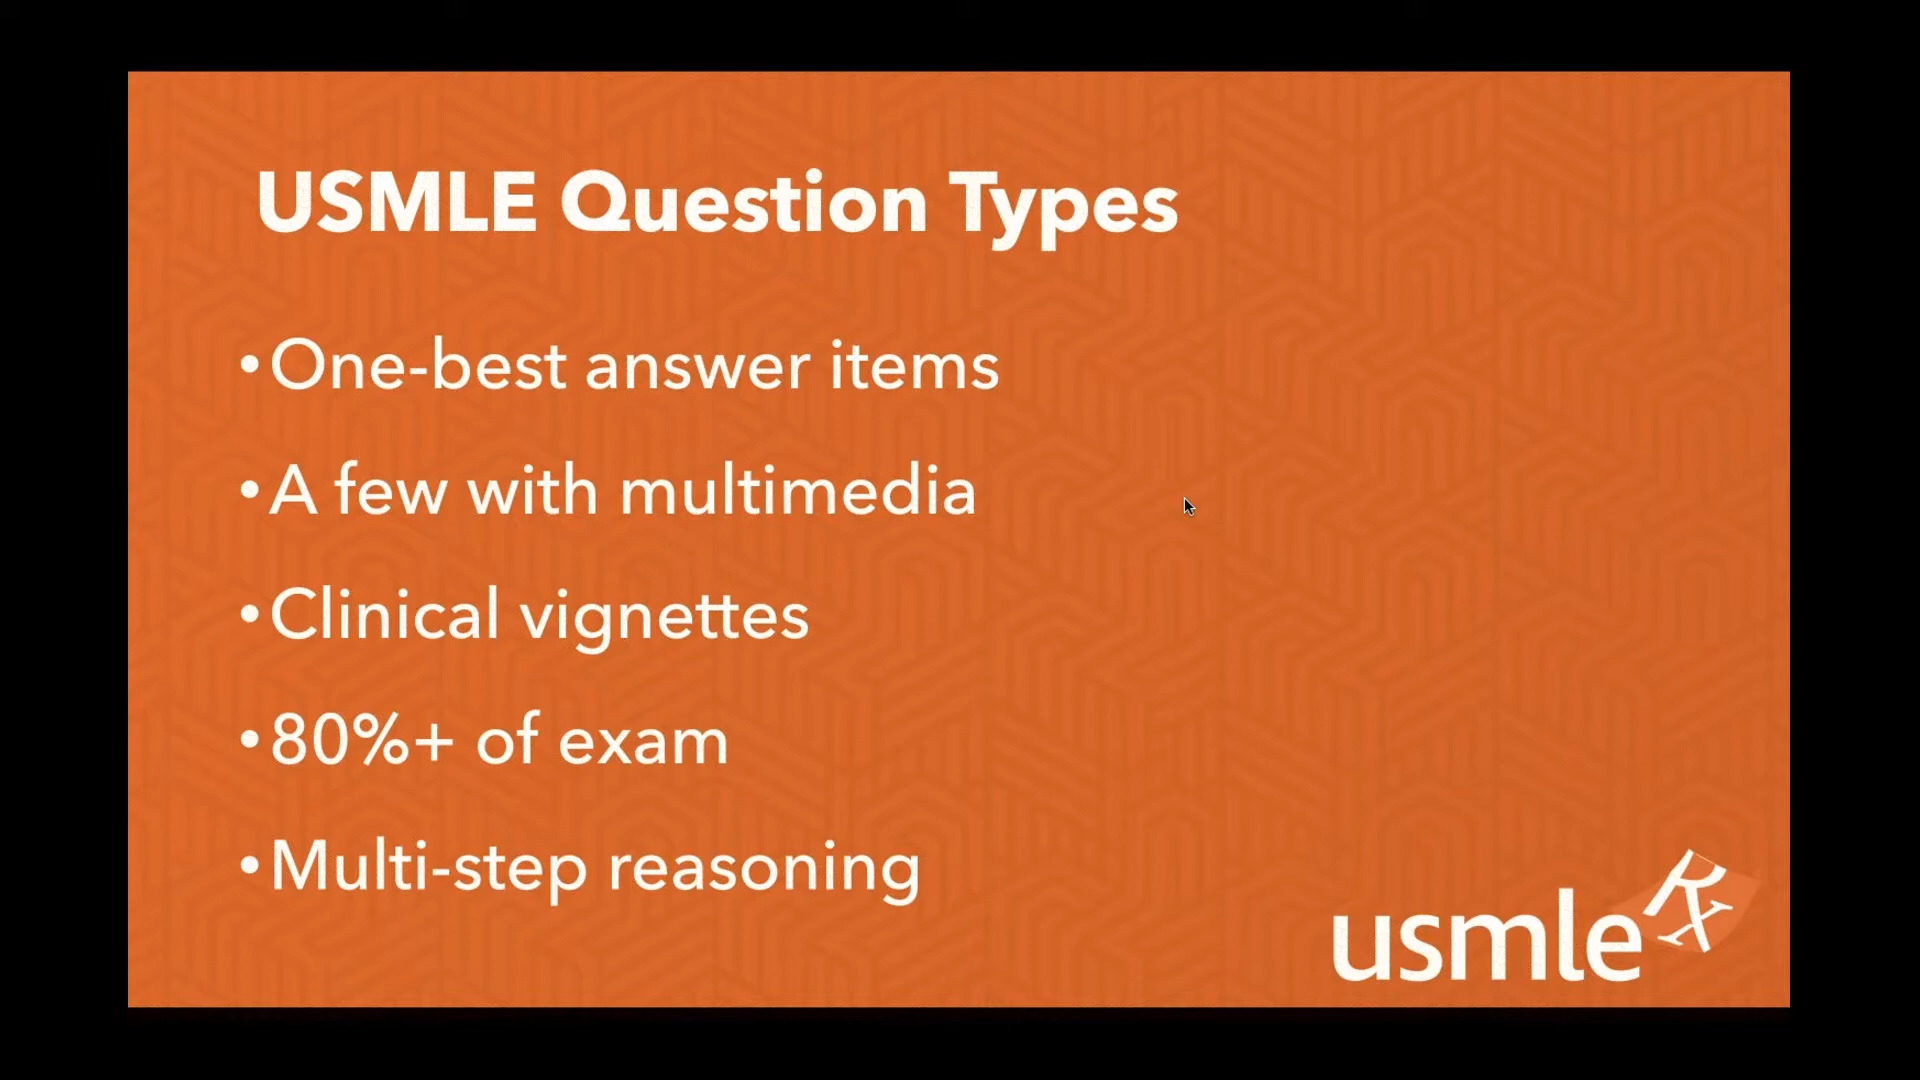 USMLE Question Types
•One-best answer items
•A few with multimedia
•Clinical vignettes
•80%+ of exam
•Multi-step reasoning
usmle Rx